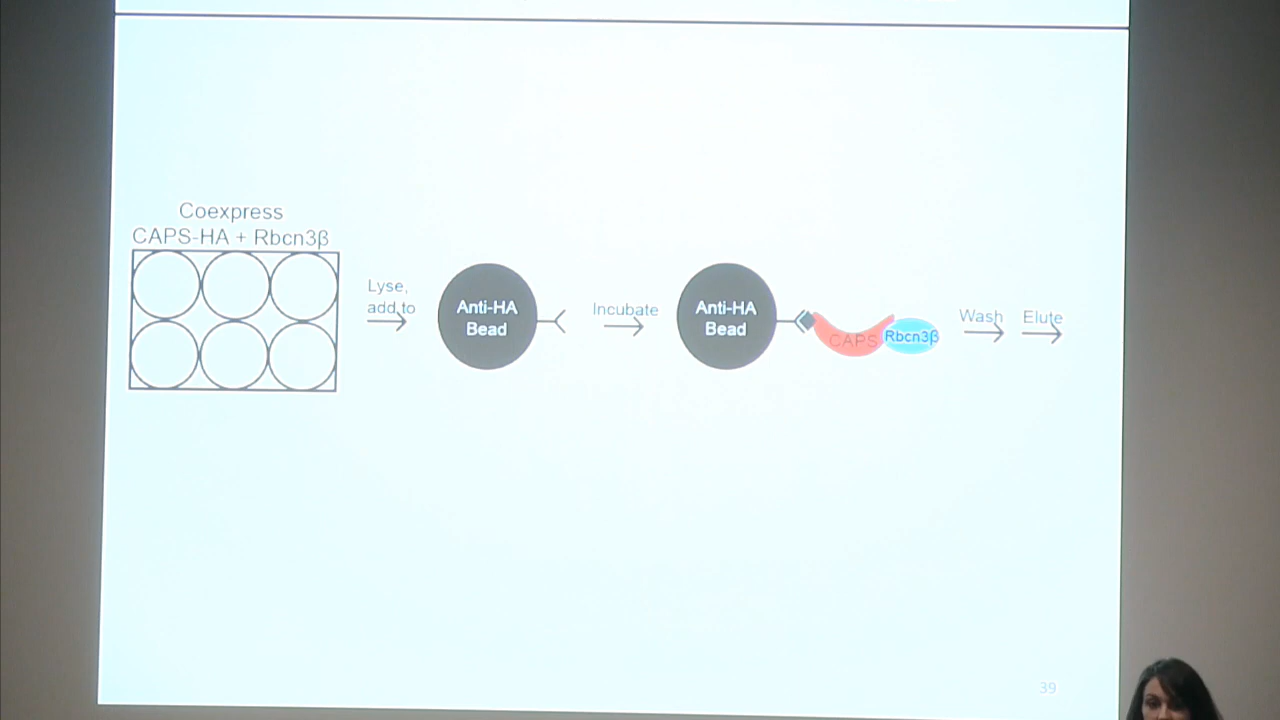 Coexpress
CAPS-HA + Rbcn3β
Lyse,
add to
Anti-HA
Bead
Incubate
Anti-HA
Bead
CAPS
Rbcn3β
Wash
Elute
39